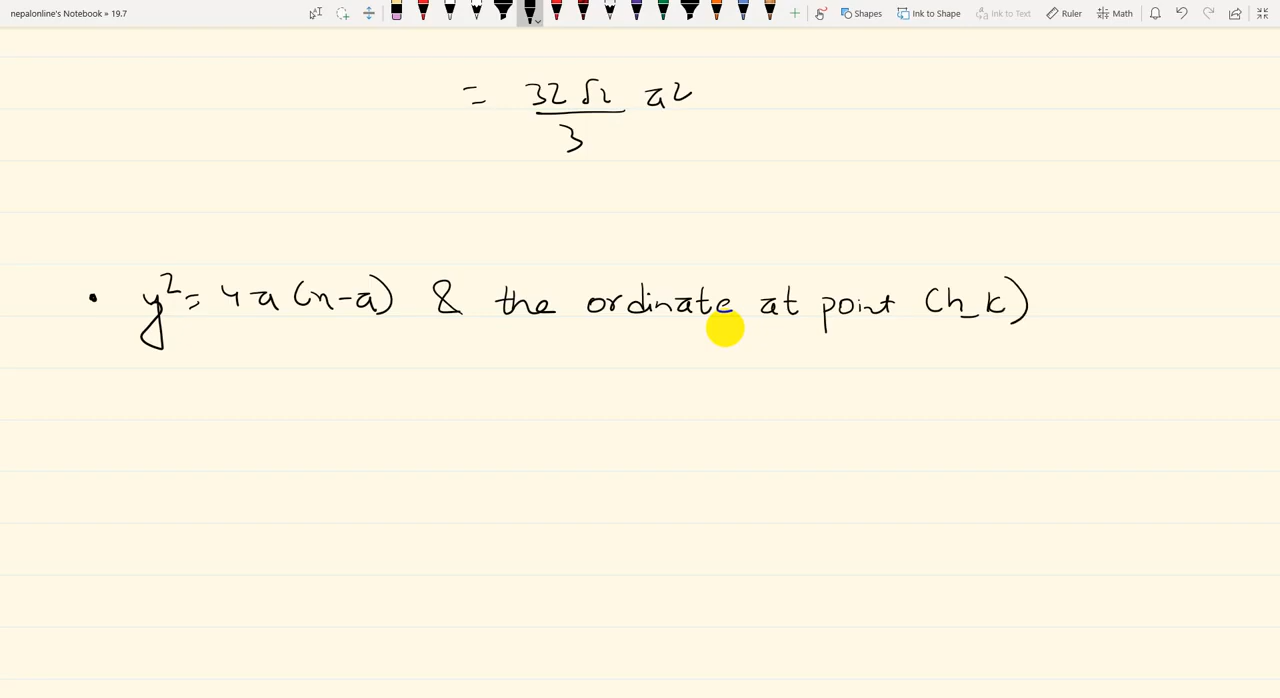 nepalonline's Notebook » 19.7
Shapes Ink to Shape Ink to Text Ruler Math
= 32√2 a2
3
• y² = 4a (x-a) & the ordinate at point (h, k)